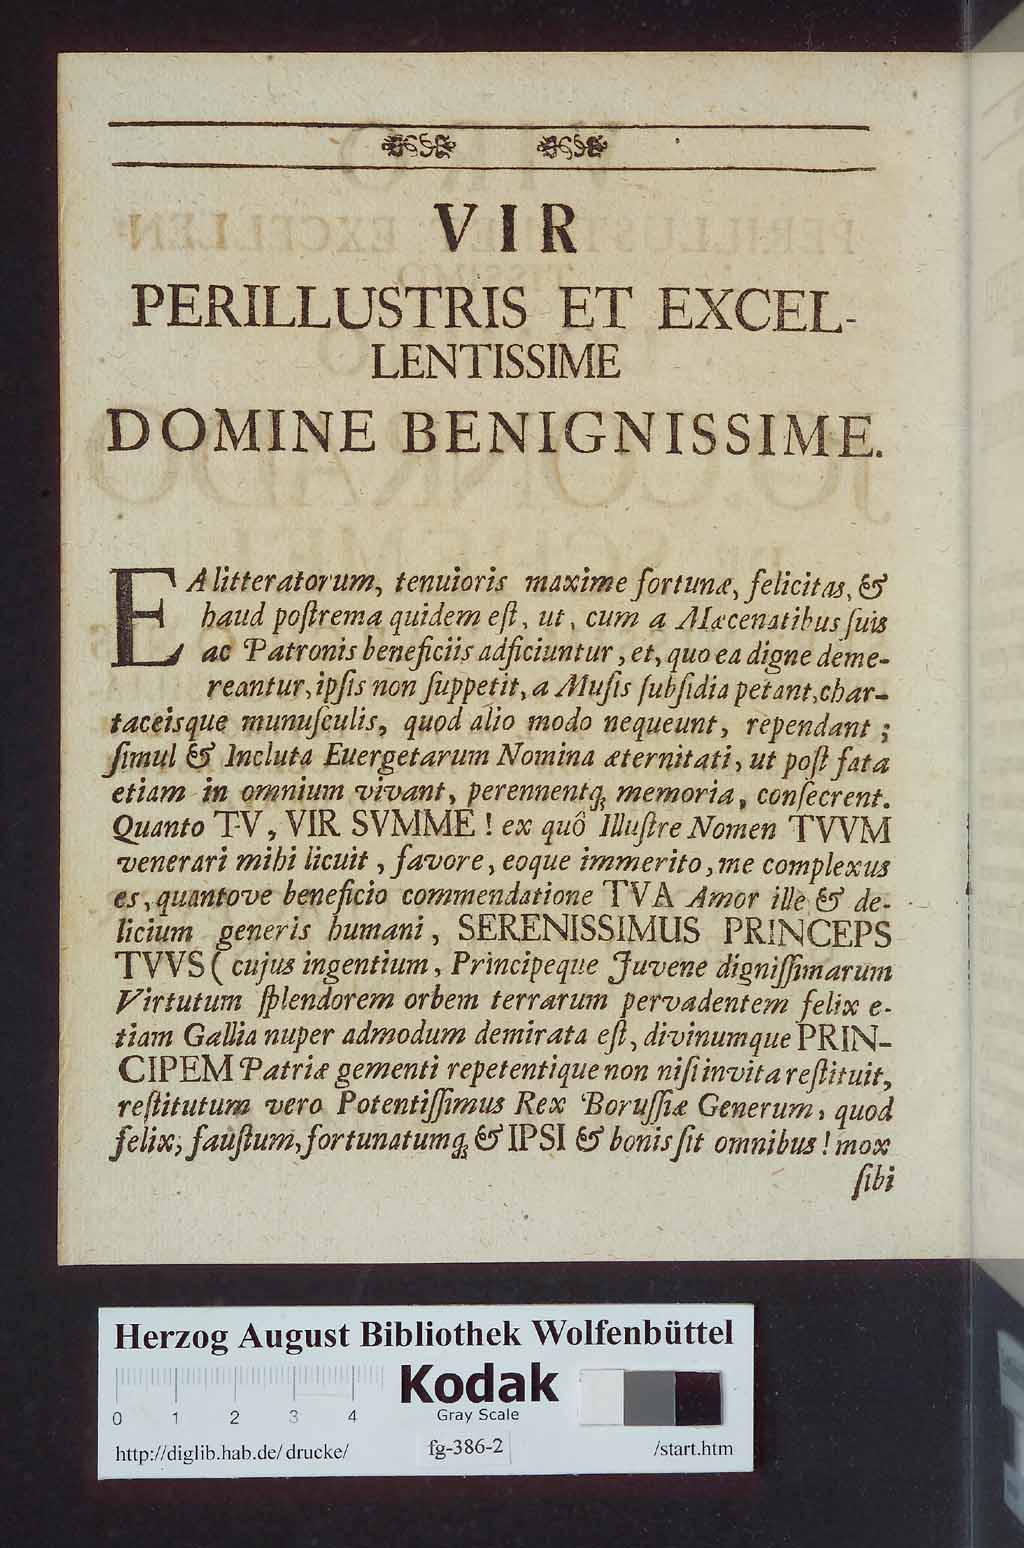 VIR
PERILLUSTRIS ET EXCEL-
LENTISSIME
DOMINE BENIGNISSIME.
EA litteratorum, tenuioris maxime fortunæ, felicitas, &
haud poſtrema quidem eſt, ut, cum a Mæcenatibus ſuis
ac Patronis beneficiis adficiuntur, et, quo ea digne deme-
reantur, ipſis non ſuppetit, a Muſis ſubſidia petant, char-
taceisque munuſculis, quod alio modo nequeunt, rependant;
ſimul & Incluta Euergetarum Nomina æternitati, ut poſt fata
etiam in omnium vivant, perennentq; memoria, conſecrent.
Quanto TV, VIR SVMME! ex quô Illuſtre Nomen TVVM
venerari mihi licuit, favore, eoque immerito, me complexus
es, quantove beneficio commendatione TVA Amor ille & de-
licium generis humani, SERENISSIMUS PRINCEPS
TVVS (cujus ingentium, Principeque Juvene digniſſimarum
Virtutum ſplendorem orbem terrarum pervadentem felix e-
tiam Gallia nuper admodum demirata eſt, divinumque PRIN-
CIPEM Patriæ gementi repetentique non niſi invita reſtituit,
reſtitutum vero Potentiſſimus Rex Boruſſiæ Generum, quod
felix, fauſtum, fortunatumq; & IPSI & bonis ſit omnibus! mox
ſibi
Herzog August Bibliothek Wolfenbüttel
Kodak
Gray Scale
0 1 2 3 4
http://diglib.hab.de/drucke/ fg-386-2 /start.htm